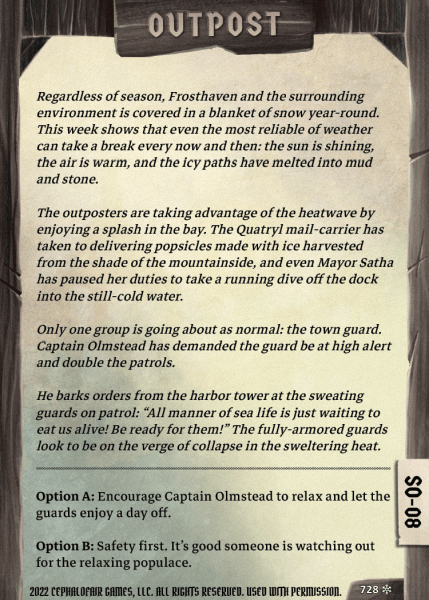 OUTPOST
Regardless of season, Frosthaven and the surrounding
environment is covered in a blanket of snow year-round.
This week shows that even the most reliable of weather
can take a break every now and then: the sun is shining,
the air is warm, and the icy paths have melted into mud
and stone.
The outposters are taking advantage of the heatwave by
enjoying a splash in the bay. The Quatryl mail-carrier has
taken to delivering popsicles made with ice harvested
from the shade of the mountainside, and even Mayor Satha
has paused her duties to take a running dive off the dock
into the still-cold water.
Only one group is going about as normal: the town guard.
Captain Olmstead has demanded the guard be at high alert
and double the patrols.
He barks orders from the harbor tower at the sweating
guards on patrol: “All manner of sea life is just waiting to
eat us alive! Be ready for them!” The fully-armored guards
look to be on the verge of collapse in the sweltering heat.
Option A: Encourage Captain Olmstead to relax and let the
guards enjoy a day off.
Option B: Safety first. It’s good someone is watching out
for the relaxing populace.
SO-08
2022 CEPHALOFAIR GAMES, LLC. ALL RIGHTS RESERVED. USED WITH PERMISSION.
728